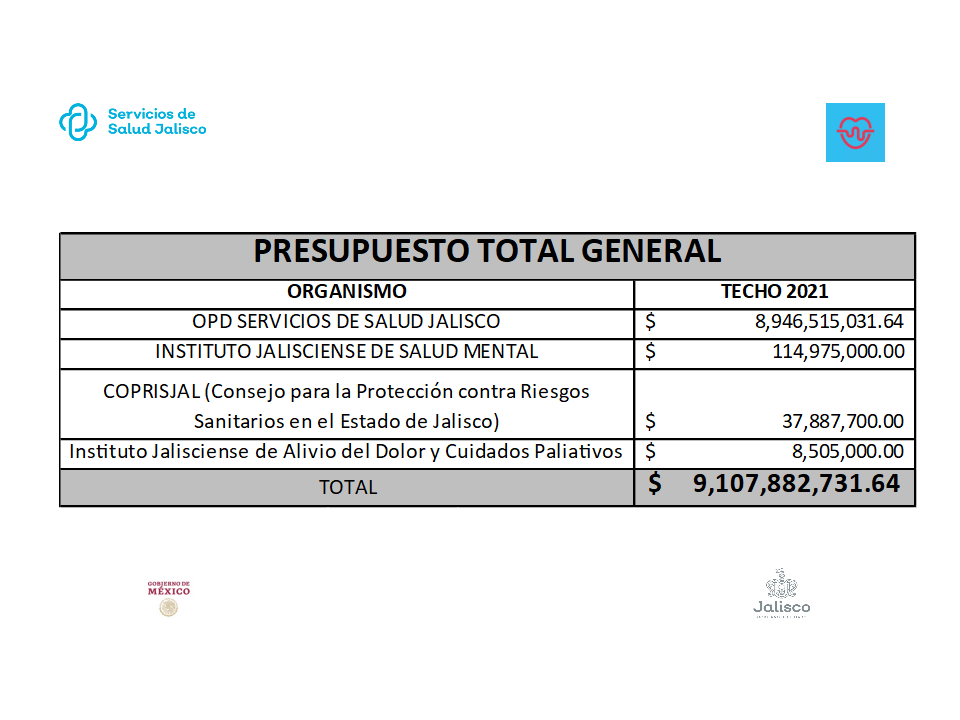 Servicios de
Salud Jalisco
PRESUPUESTO TOTAL GENERAL
ORGANISMO TECHO 2021
OPD SERVICIOS DE SALUD JALISCO $ 8,946,515,031.64
INSTITUTO JALISCIENSE DE SALUD MENTAL $ 114,975,000.00
COPRISJAL (Consejo para la Protección contra Riesgos
Sanitarios en el Estado de Jalisco) $ 37,887,700.00
Instituto Jalisciense de Alivio del Dolor y Cuidados Paliativos $ 8,505,000.00
TOTAL $ 9,107,882,731.64
GOBIERNO DE
MÉXICO
Jalisco